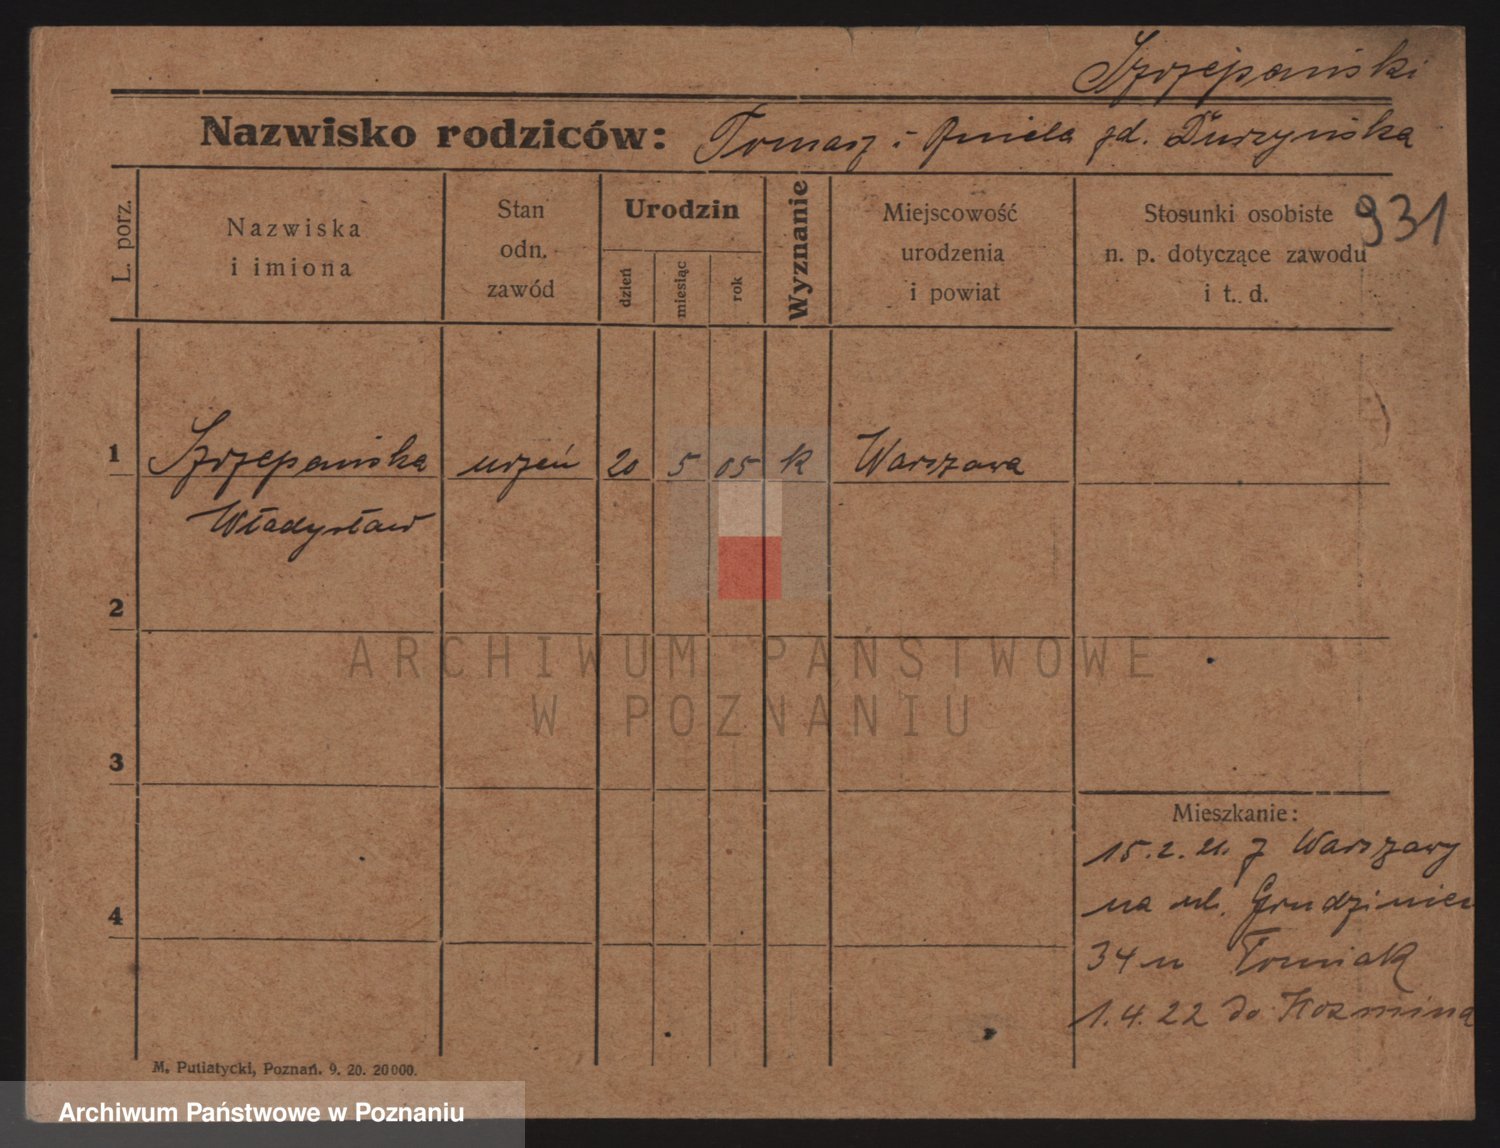 Szczepański
Nazwisko rodziców: Tomasz i Aniela zd. Durzyńska
L. porz.
Nazwiska
i imiona
Stan
odn.
zawód
Urodzin
dzień
miesiąc
rok
Wyznanie
Miejscowość
urodzenia
i powiat
Stosunki osobiste
n. p. dotyczące zawodu
i t. d.
931
1 Szczepańska uczeń 20 5 05 k Warszawa
Władysław
2
3
4
ARCHIWUM PAŃSTWOWE
W POZNANIU
Mieszkanie:
15.2.21. z Warszawy
na ul.
34 u Tomiak
1.4.22 do Kozmina
M. Putiatycki, Poznań. 9. 20. 20000.
Archiwum Państwowe w Poznaniu